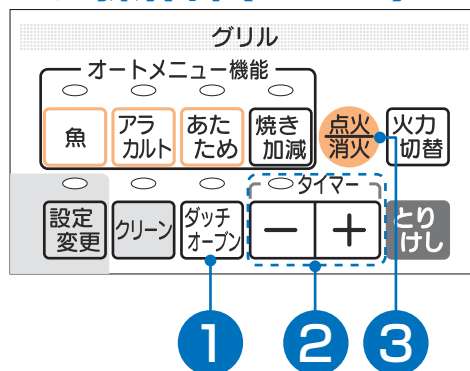 グリル
オートメニュー機能
魚
アラ
カルト
あた
ため
焼き
加減
点火
消火
火力
切替
タイマー
設定
変更
クリーン
ダッチ
オーブン
－
＋
とり
けし
1
2
3